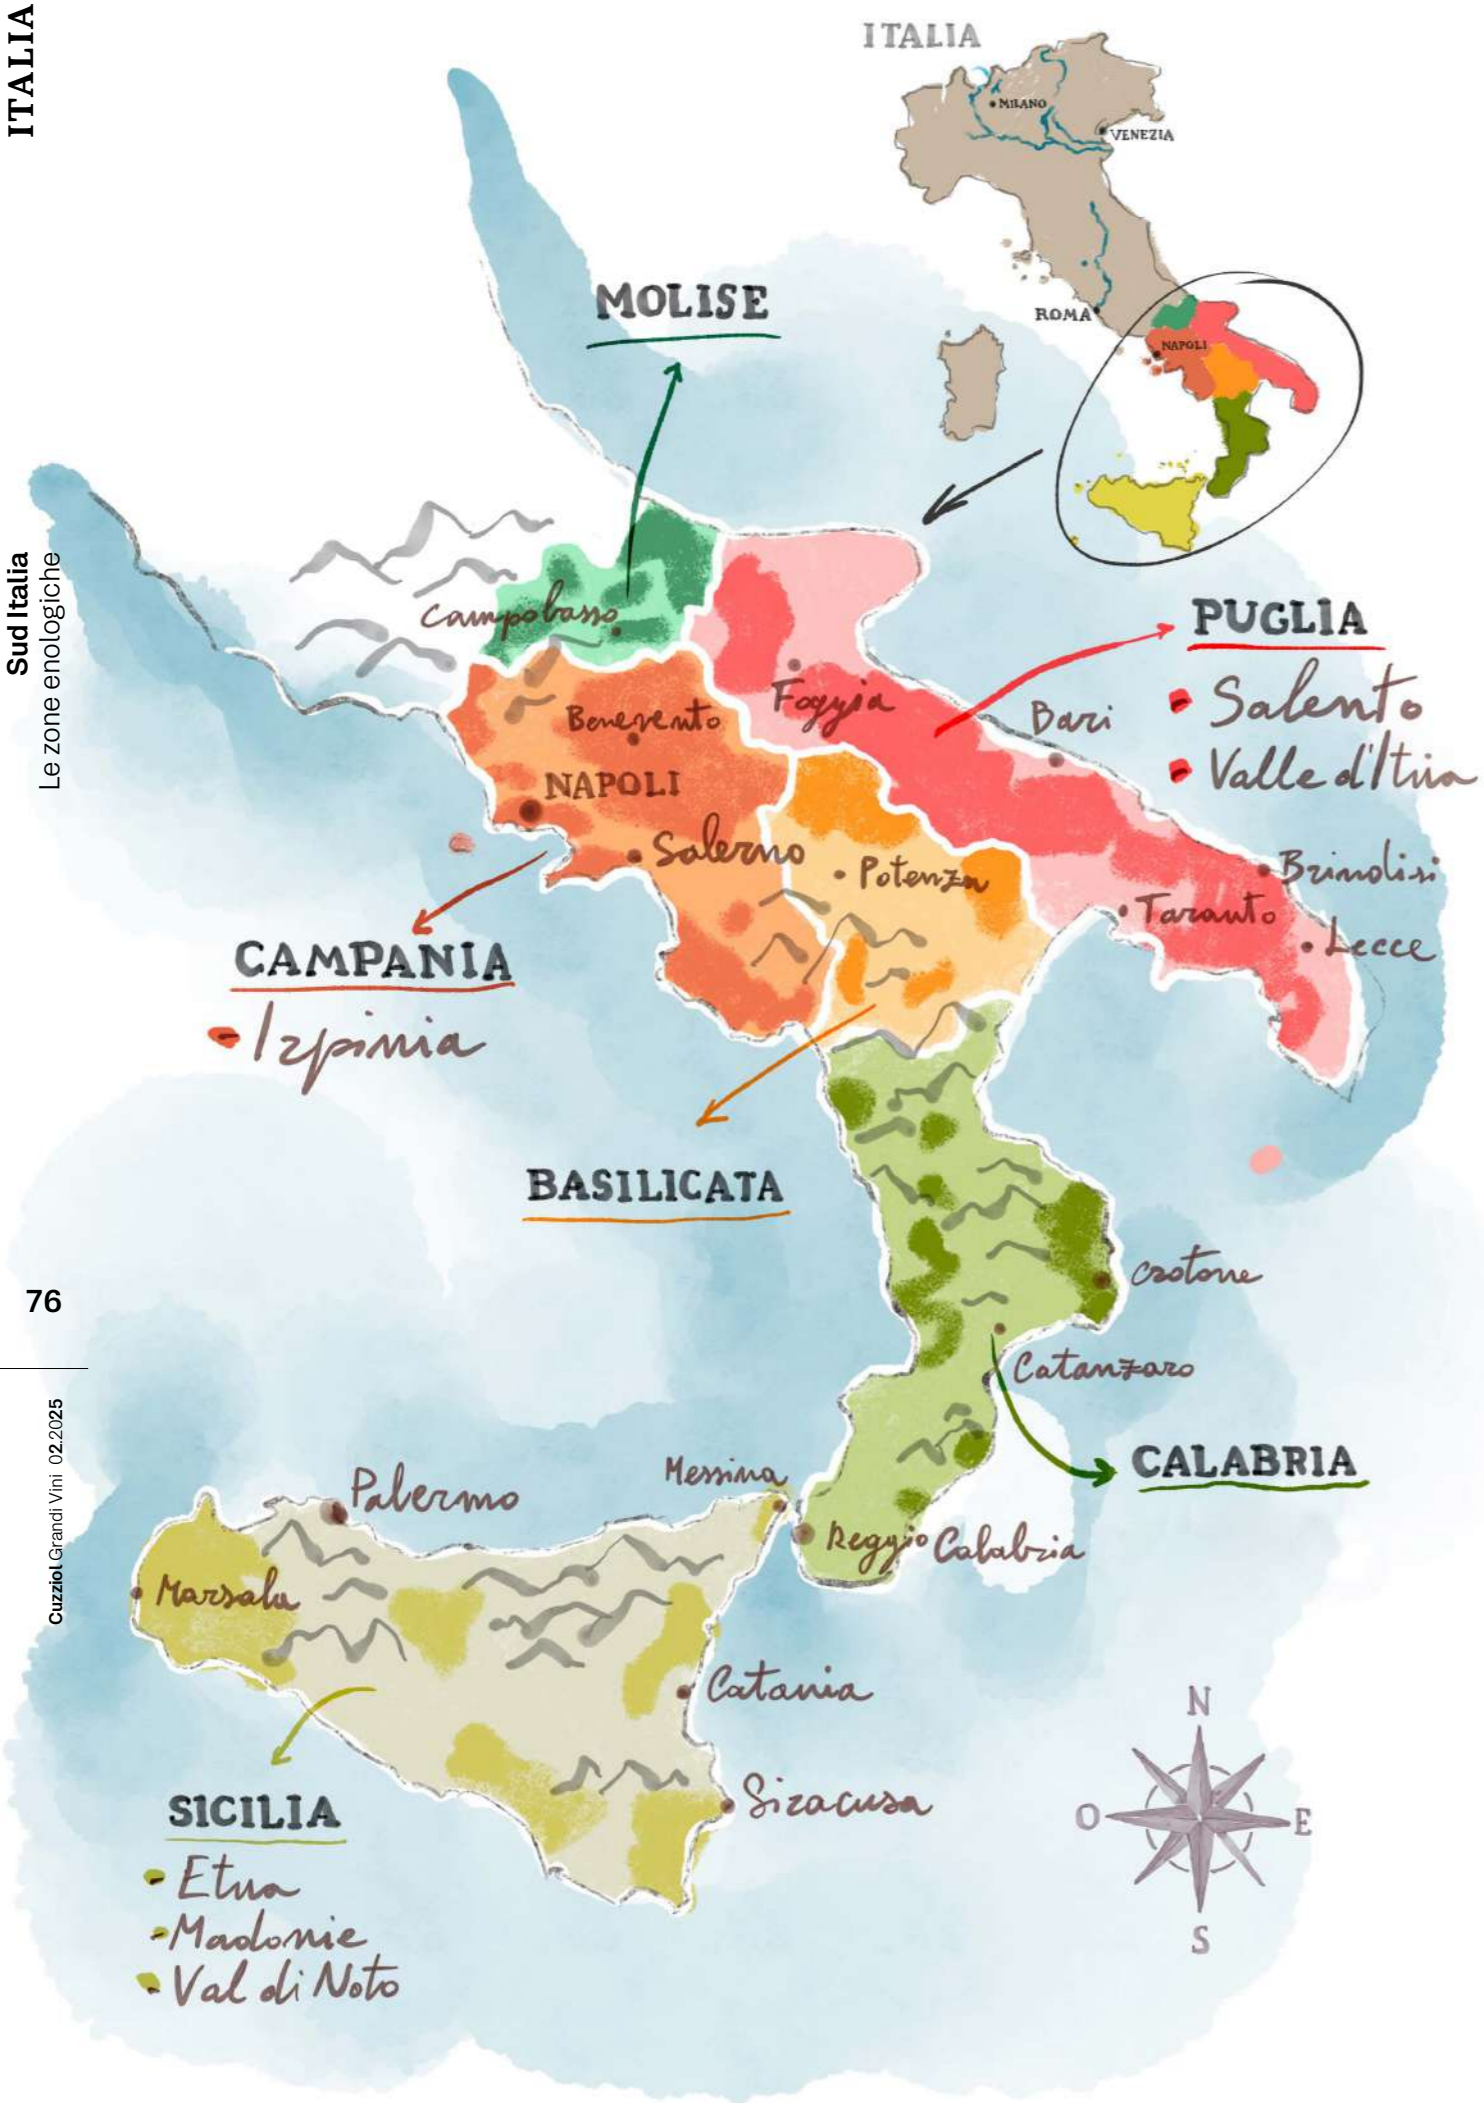 ITALIA
Sud Italia
Le zone enologiche
76
Cuzziol Grandi Vini 02.2025
ITALIA
MILANO
VENEZIA
ROMA
NAPOLI
MOLISE
Campobasso
PUGLIA
Salento
Valle d'Itria
Foggia
Bari
Brindisi
Taranto
Lecce
Benevento
NAPOLI
Salerno
Potenza
CAMPANIA
Irpinia
BASILICATA
Crotone
Catanzaro
CALABRIA
Reggio Calabria
Messina
Palermo
Marsala
Catania
Siracusa
SICILIA
Etna
Madonie
Val di Noto
N
O
E
S